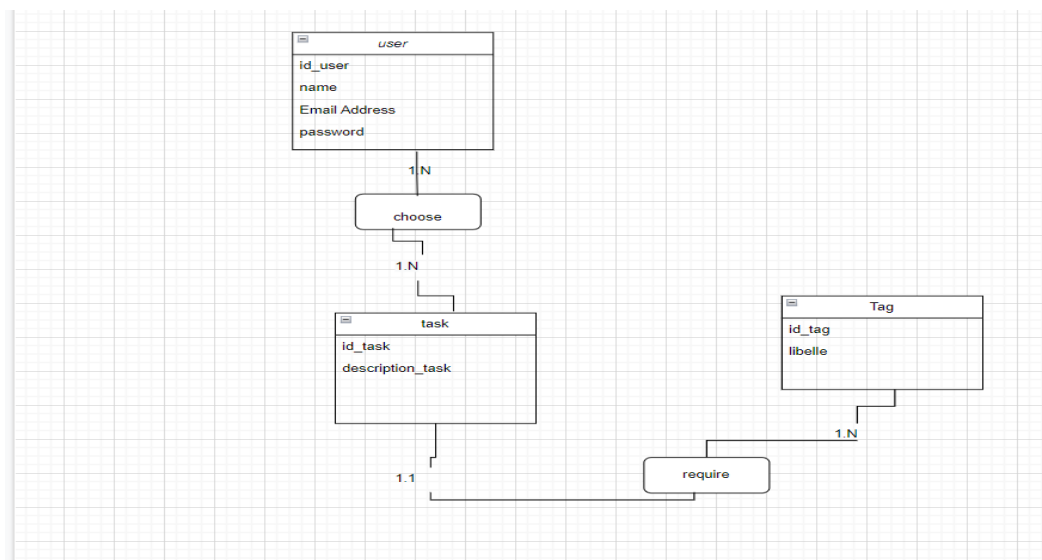 user
id_user
name
Email Address
password
1.N
choose
1.N
task
id_task
description_task
Tag
id_tag
libelle
1.N
1.1
require